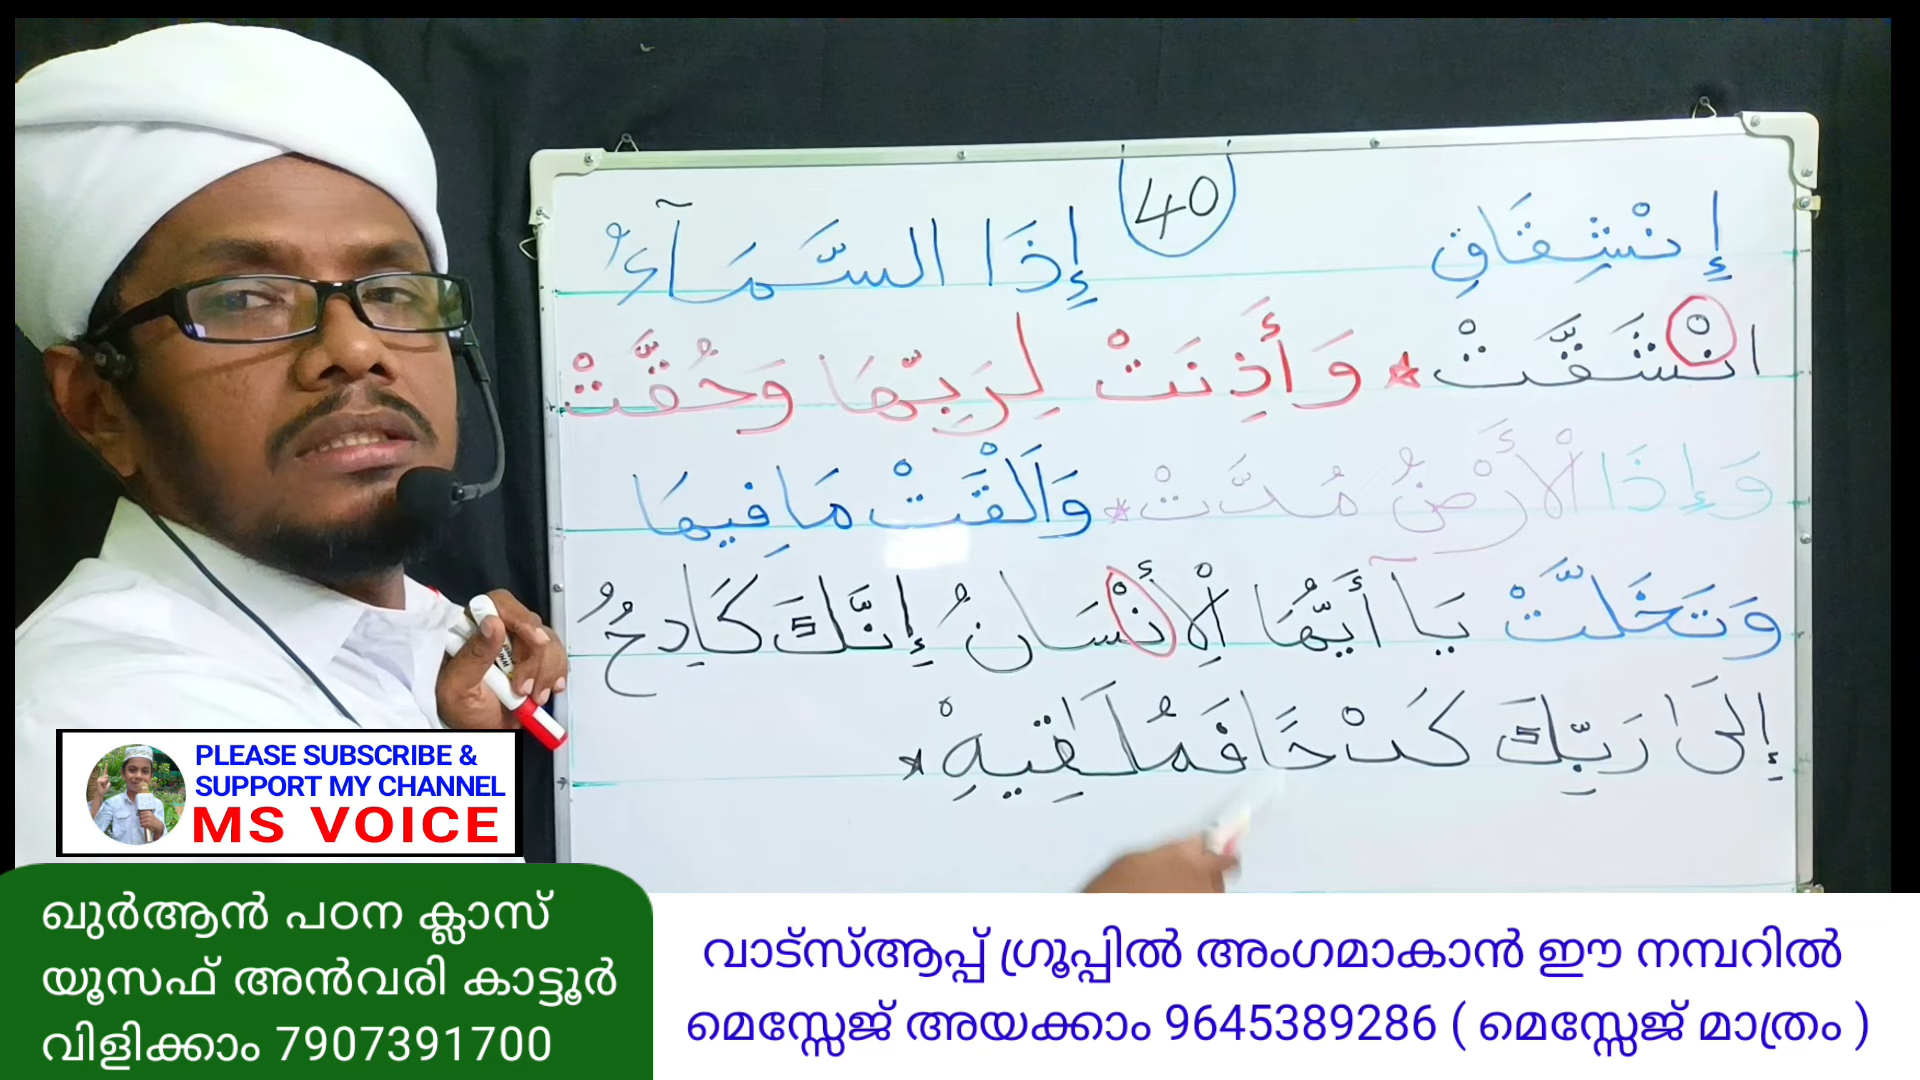 40
إِنْشِقَاقِ إِذَا السَّمَآءُ
انْشَقَّتْ * وَأَذِنَتْ لِرَبِّهَا وَحُقَّتْ
وَإِذَا الْأَرْضُ مُدَّتْ * وَاَلْقَتْ مَا فِيهَا
وَتَخَلَّتْ يَآ أَيُّهَا الْاِنْسَانُ إِنَّكَ كَادِحُ
إِلَىٰ رَبِّكَ كَدْحًا فَمُلَٰقِيهِ *
PLEASE SUBSCRIBE &
SUPPORT MY CHANNEL
MS VOICE
ഖുർആൻ പഠന ക്ലാസ്
യൂസഫ് അൻവരി കാട്ടൂർ
വിളിക്കാം 7907391700
വാട്സ്ആപ്പ് ഗ്രൂപ്പിൽ അംഗമാകാൻ ഈ നമ്പറിൽ
മെസ്സേജ് അയക്കാം 9645389286 ( മെസ്സേജ് മാത്രം )